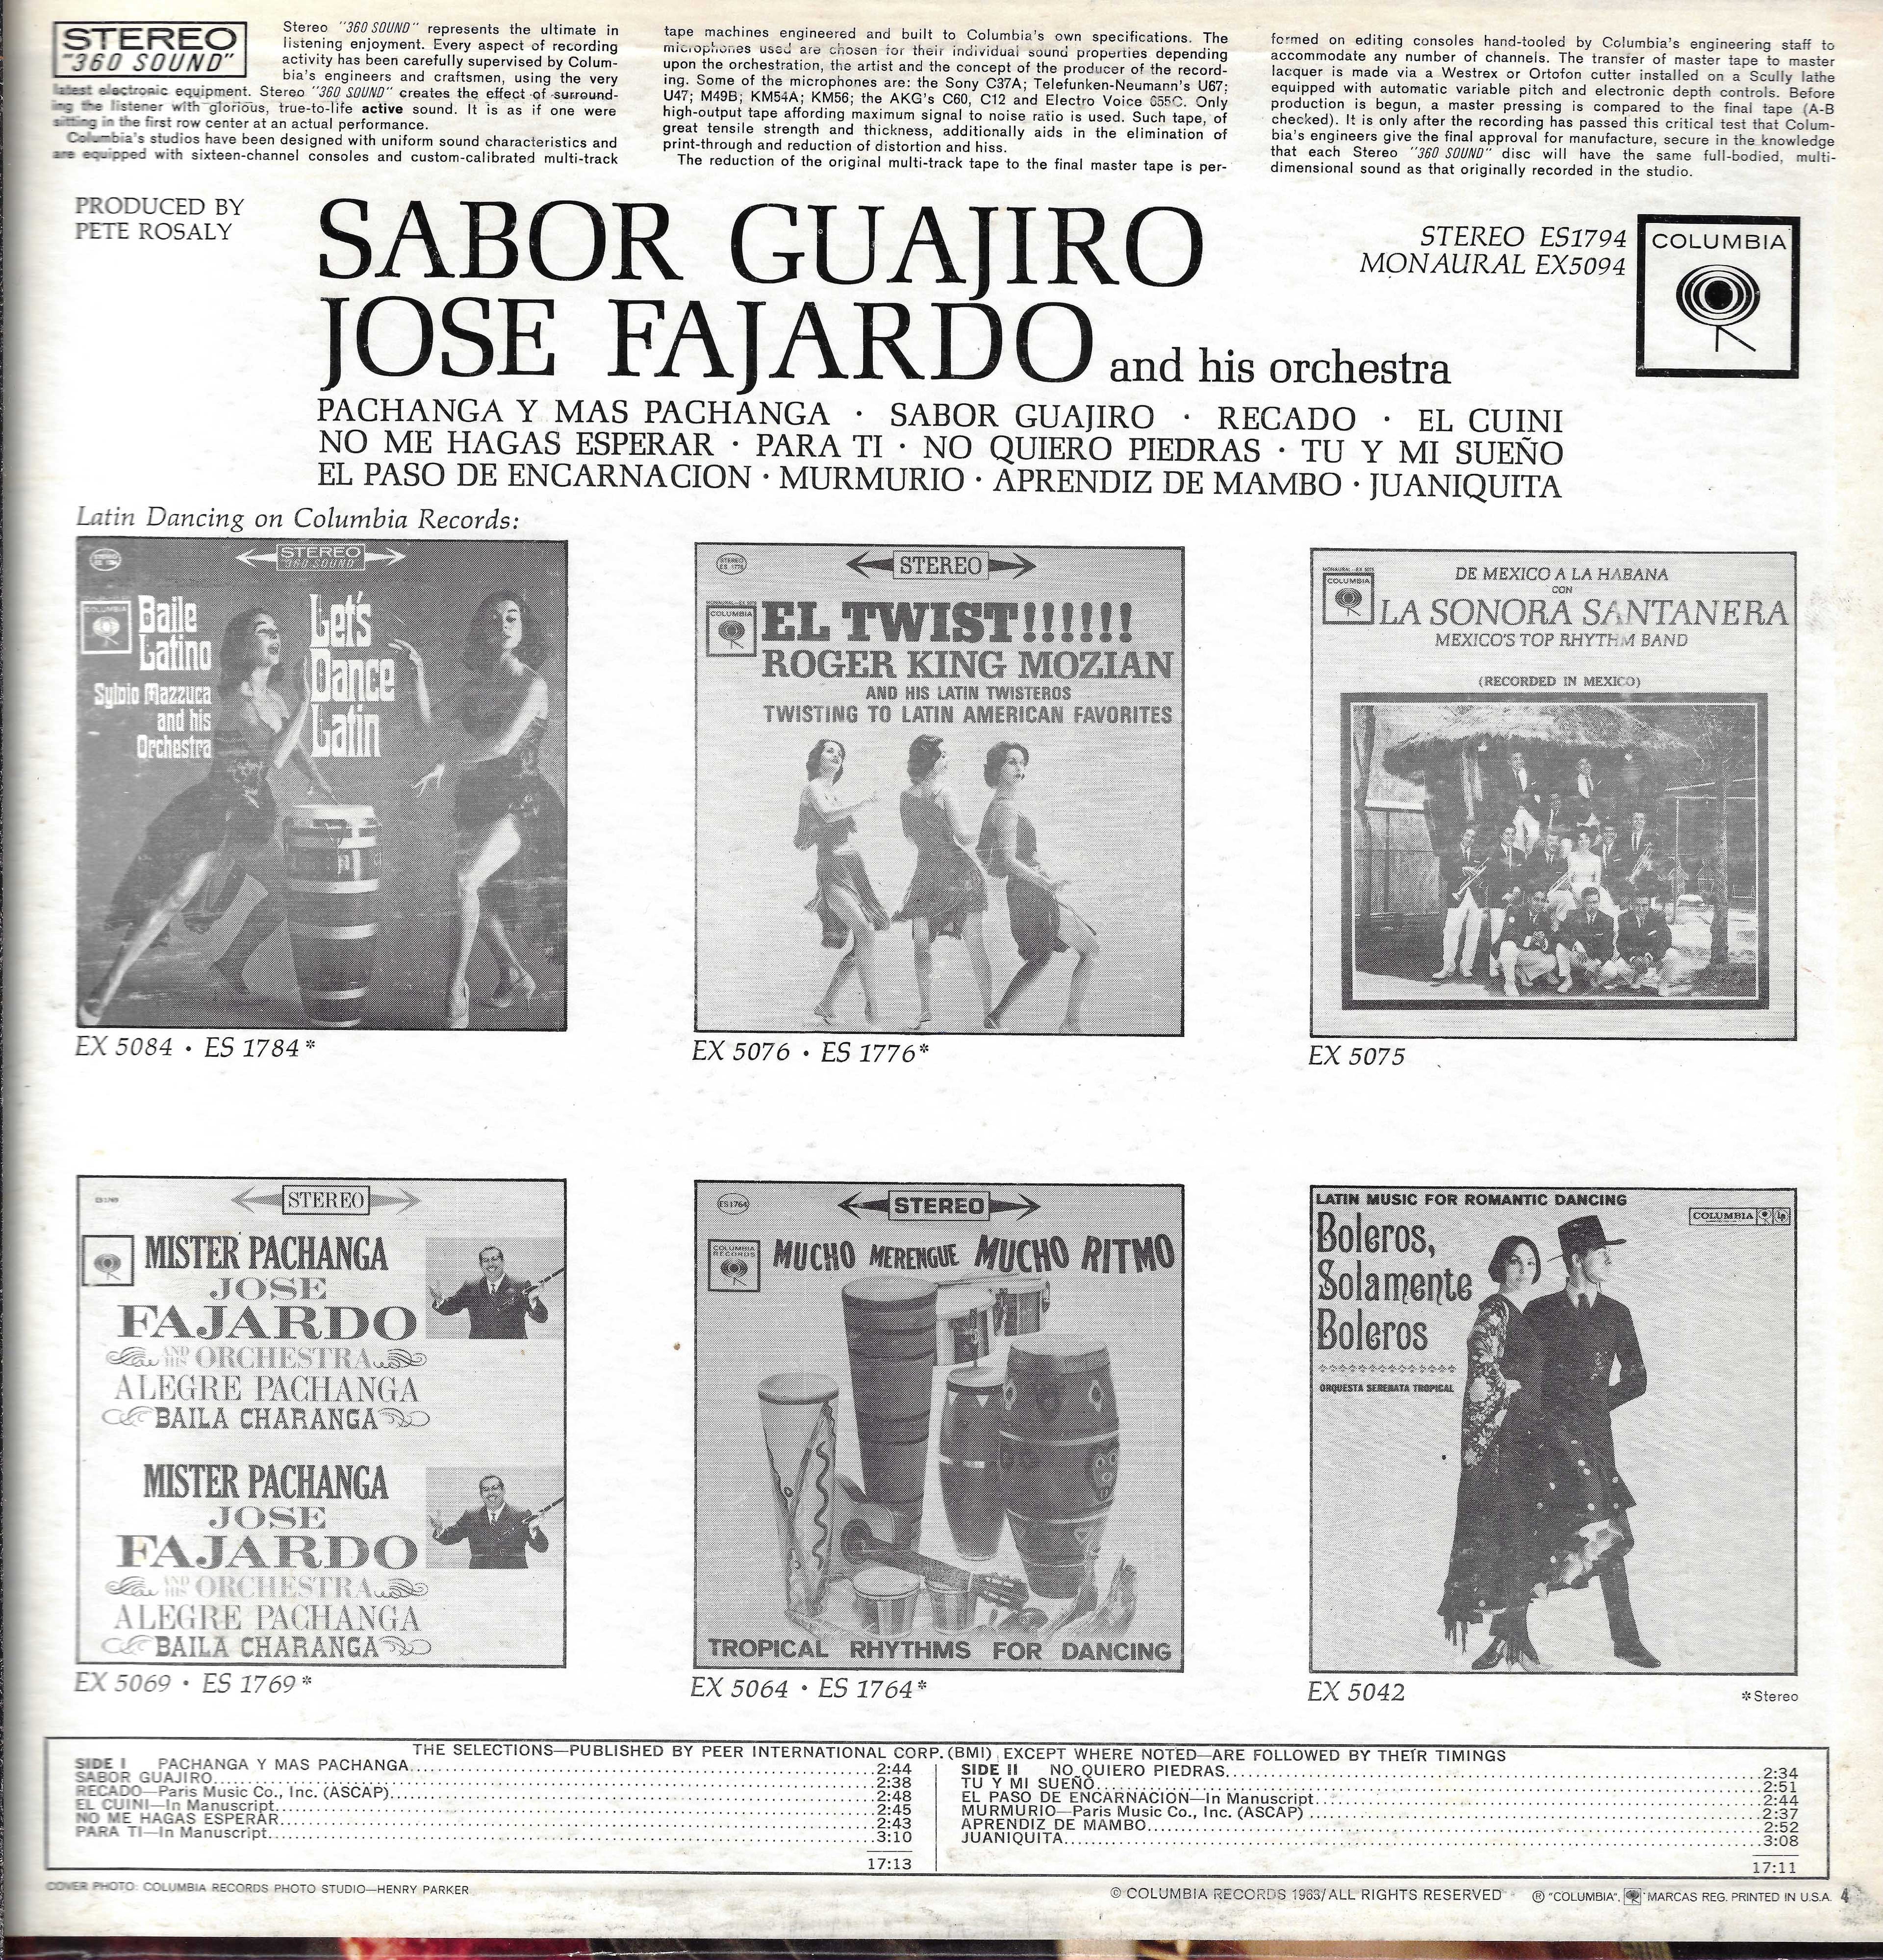 STEREO
"360 SOUND"
Stereo "360 SOUND" represents the ultimate in
listening enjoyment. Every aspect of recording
activity has been carefully supervised by Colum-
bia's engineers and craftsmen, using the very
latest electronic equipment. Stereo "360 SOUND" creates the effect of surround-
ing the listener with glorious, true-to-life active sound. It is as if one were
sitting in the first row center at an actual performance.
Columbia's studios have been designed with uniform sound characteristics and
are equipped with sixteen-channel consoles and custom-calibrated multi-track
tape machines engineered and built to Columbia's own specifications. The
microphones used are chosen for their individual sound properties depending
upon the orchestration, the artist and the concept of the producer of the record-
ing. Some of the microphones are: the Sony C37A; Telefunken-Neumann's U67;
U47; M49B; KM54A; KM56; the AKG's C60, C12 and Electro Voice 655C. Only
high-output tape affording maximum signal to noise ratio is used. Such tape, of
great tensile strength and thickness, additionally aids in the elimination of
print-through and reduction of distortion and hiss.
The reduction of the original multi-track tape to the final master tape is per-
formed on editing consoles hand-tooled by Columbia's engineering staff to
accommodate any number of channels. The transfer of master tape to master
lacquer is made via a Westrex or Ortofon cutter installed on a Scully lathe
equipped with automatic variable pitch and electronic depth controls. Before
production is begun, a master pressing is compared to the final tape (A-B
checked). It is only after the recording has passed this critical test that Colum-
bia's engineers give the final approval for manufacture, secure in the knowledge
that each Stereo "360 SOUND" disc will have the same full-bodied, multi-
dimensional sound as that originally recorded in the studio.
PRODUCED BY
PETE ROSALY
SABOR GUAJIRO
JOSE FAJARDO and his orchestra
STEREO ES1794
MONAURAL EX5094
COLUMBIA
PACHANGA Y MAS PACHANGA · SABOR GUAJIRO · RECADO · EL CUINI
NO ME HAGAS ESPERAR · PARA TI · NO QUIERO PIEDRAS · TU Y MI SUEÑO
EL PASO DE ENCARNACION · MURMURIO · APRENDIZ DE MAMBO · JUANIQUITA
Latin Dancing on Columbia Records:
STEREO
"360 SOUND"
COLUMBIA
Baile
Latino
Sylvio Mazzuca
and his
Orchestra
Let's
Dance
Latin
EX 5084 · ES 1784*
STEREO
ES 1776
STEREO
MONAURAL-EX 5076
COLUMBIA
EL TWIST!!!!!!
ROGER KING MOZIAN
AND HIS LATIN TWISTEROS
TWISTING TO LATIN AMERICAN FAVORITES
EX 5076 · ES 1776*
MONAURAL-EX 5075
COLUMBIA
DE MEXICO A LA HABANA
CON
LA SONORA SANTANERA
MEXICO'S TOP RHYTHM BAND
(RECORDED IN MEXICO)
EX 5075
ES1769
STEREO
MISTER PACHANGA
JOSE
FAJARDO
AND HIS ORCHESTRA
ALEGRE PACHANGA
BAILA CHARANGA
MISTER PACHANGA
JOSE
FAJARDO
AND HIS ORCHESTRA
ALEGRE PACHANGA
BAILA CHARANGA
EX 5069 · ES 1769*
ES1764
STEREO
COLUMBIA
RECORDS
MUCHO MERENGUE MUCHO RITMO
TROPICAL RHYTHMS FOR DANCING
EX 5064 · ES 1764*
LATIN MUSIC FOR ROMANTIC DANCING
COLUMBIA Lp
Boleros,
Solamente
Boleros
ORQUESTA SERENATA TROPICAL
EX 5042
*Stereo
THE SELECTIONS—PUBLISHED BY PEER INTERNATIONAL CORP. (BMI), EXCEPT WHERE NOTED—ARE FOLLOWED BY THEIR TIMINGS
SIDE I PACHANGA Y MAS PACHANGA 2:44
SABOR GUAJIRO 2:38
RECADO—Paris Music Co., Inc. (ASCAP) 2:48
EL CUINI—In Manuscript 2:45
NO ME HAGAS ESPERAR 2:43
PARA TI—In Manuscript 3:10
17:13
SIDE II NO QUIERO PIEDRAS 2:34
TU Y MI SUEÑO 2:51
EL PASO DE ENCARNACION—In Manuscript 2:44
MURMURIO—Paris Music Co., Inc. (ASCAP) 2:37
APRENDIZ DE MAMBO 2:52
JUANIQUITA 3:08
17:11
COVER PHOTO: COLUMBIA RECORDS PHOTO STUDIO—HENRY PARKER
© COLUMBIA RECORDS 1963/ALL RIGHTS RESERVED ® "COLUMBIA", MARCAS REG. PRINTED IN U.S.A. 4